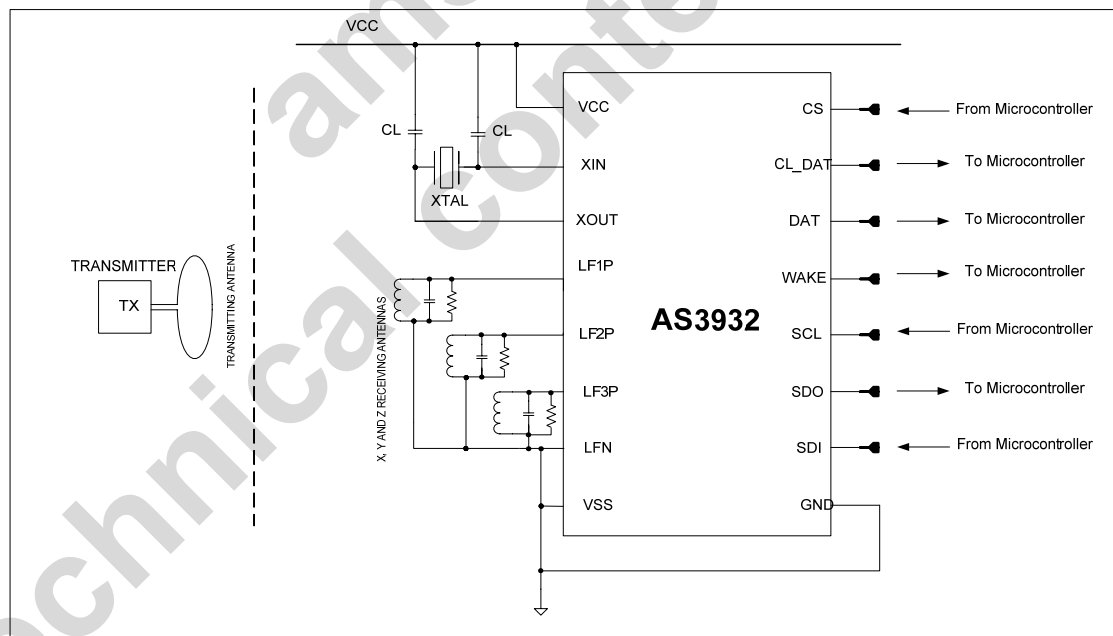 VCC
VCC
CS
From Microcontroller
CL
CL
XIN
CL_DAT
To Microcontroller
XTAL
XOUT
DAT
To Microcontroller
TRANSMITTER
TX
TRANSMITTING ANTENNA
X, Y AND Z RECEIVING ANTENNAS
LF1P
WAKE
To Microcontroller
AS3932
LF2P
SCL
From Microcontroller
LF3P
SDO
To Microcontroller
LFN
SDI
From Microcontroller
VSS
GND